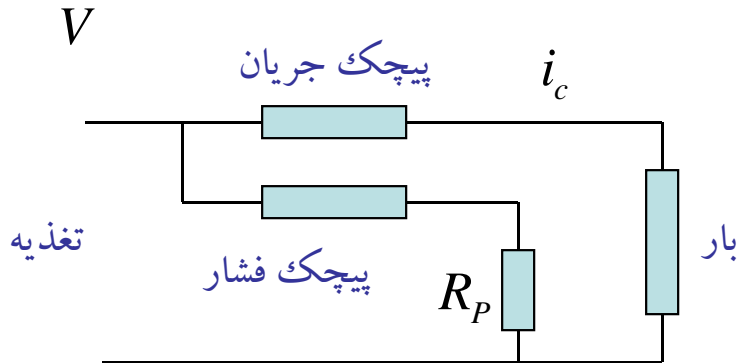 V
پیچک جریان
i_c
تغذیه
بار
پیچک فشار
R_P